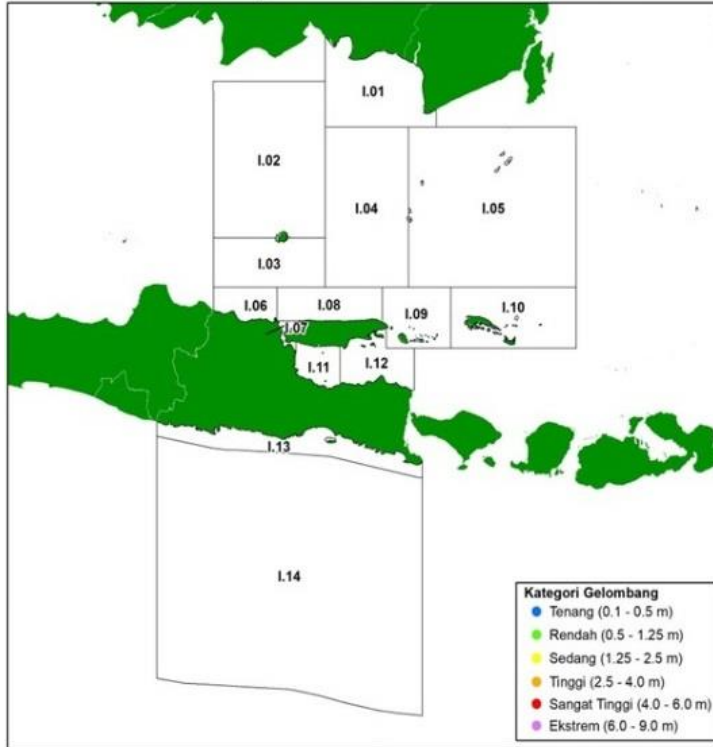 I.01
I.02
I.04
I.05
I.03
I.06
I.08
I.09
I.10
I.07
I.11
I.12
I.13
I.14
Kategori Gelombang
Tenang (0.1 - 0.5 m)
Rendah (0.5 - 1.25 m)
Sedang (1.25 - 2.5 m)
Tinggi (2.5 - 4.0 m)
Sangat Tinggi (4.0 - 6.0 m)
Ekstrem (6.0 - 9.0 m)